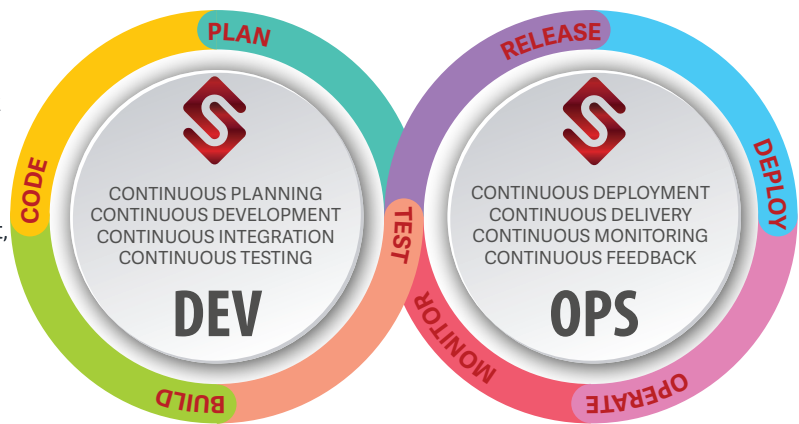 PLAN
CODE
CONTINUOUS PLANNING
CONTINUOUS DEVELOPMENT
CONTINUOUS INTEGRATION
CONTINUOUS TESTING
DEV
BUILD
TEST
RELEASE
DEPLOY
CONTINUOUS DEPLOYMENT
CONTINUOUS DELIVERY
CONTINUOUS MONITORING
CONTINUOUS FEEDBACK
OPS
OPERATE
MONITOR